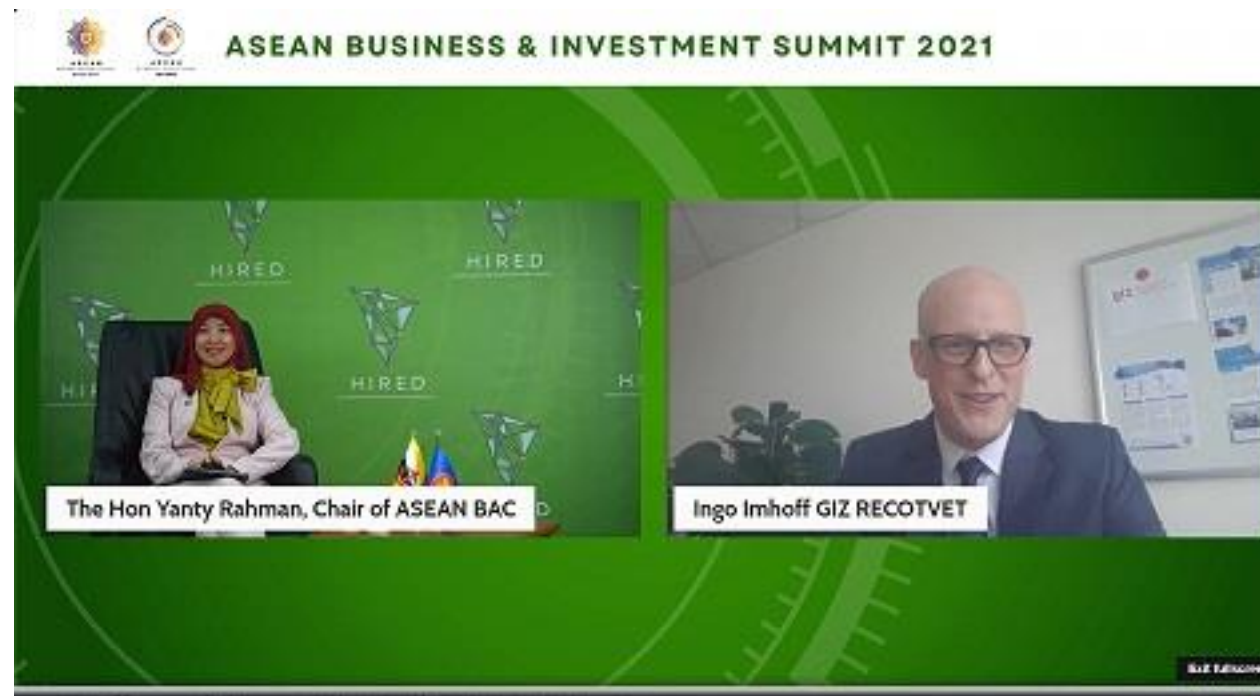 ASEAN BUSINESS & INVESTMENT SUMMIT 2021
HIRED
HIRED
HIRED
The Hon Yanty Rahman, Chair of ASEAN BAC
giz
Ingo Imhoff GIZ RECOTVET